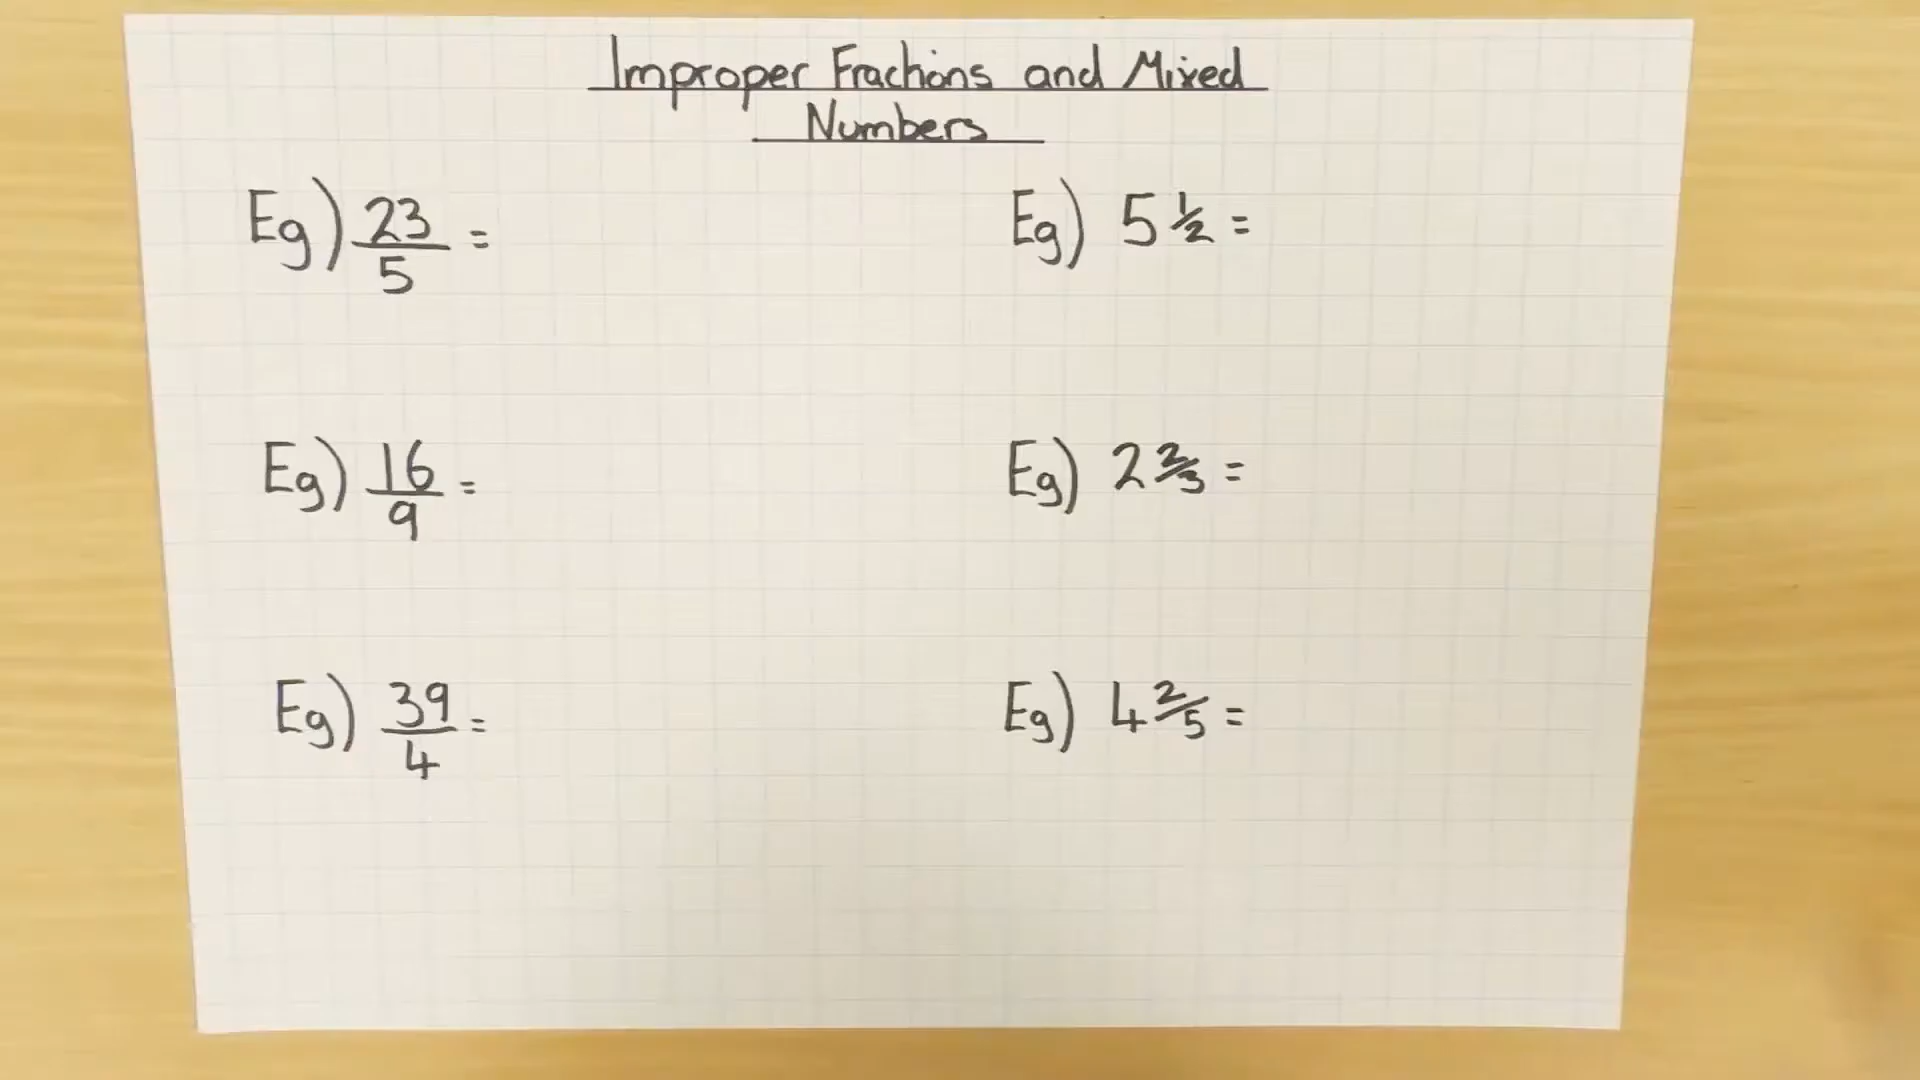 Improper Fractions and Mixed
Numbers
Eg) 23/5 =
Eg) 5 1/2 =
Eg) 16/9 =
Eg) 2 2/3 =
Eg) 39/4 =
Eg) 4 2/5 =